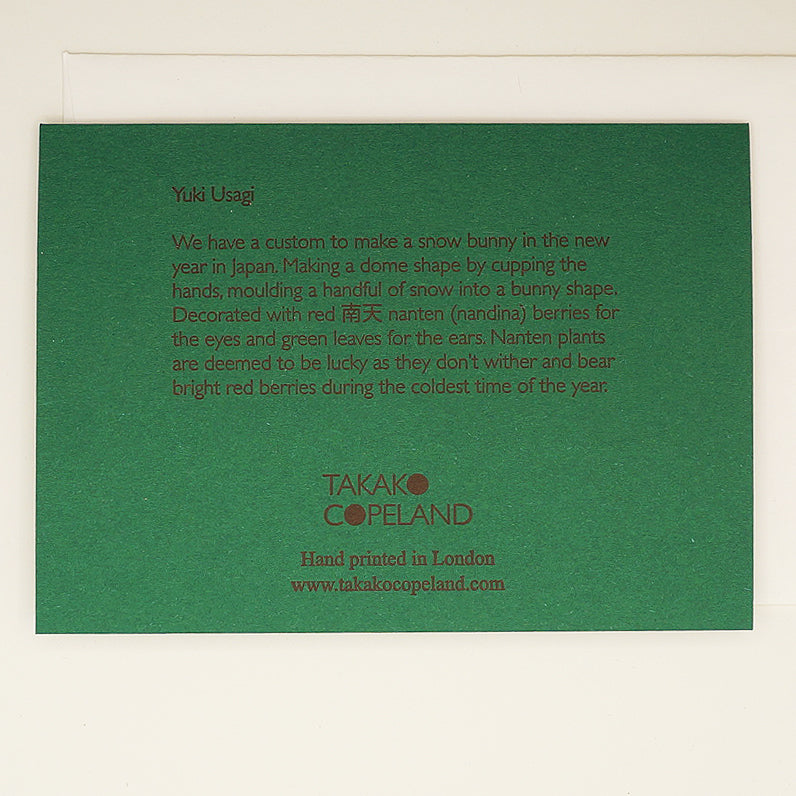 Yuki Usagi
We have a custom to make a snow bunny in the new
year in Japan. Making a dome shape by cupping the
hands, moulding a handful of snow into a bunny shape.
Decorated with red 南天 nanten (nandina) berries for
the eyes and green leaves for the ears. Nanten plants
are deemed to be lucky as they don't wither and bear
bright red berries during the coldest time of the year.
TAKAKO
COPELAND
Hand printed in London
www.takakocopeland.com